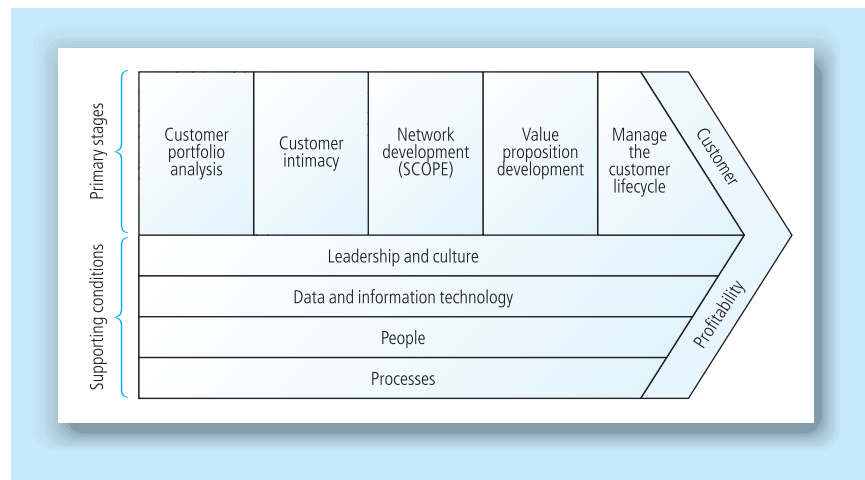 Primary stages
Customer
portfolio
analysis
Customer
intimacy
Network
development
(SCOPE)
Value
proposition
development
Manage
the
customer
lifecycle
Customer
Supporting conditions
Leadership and culture
Data and information technology
People
Processes
Profitability